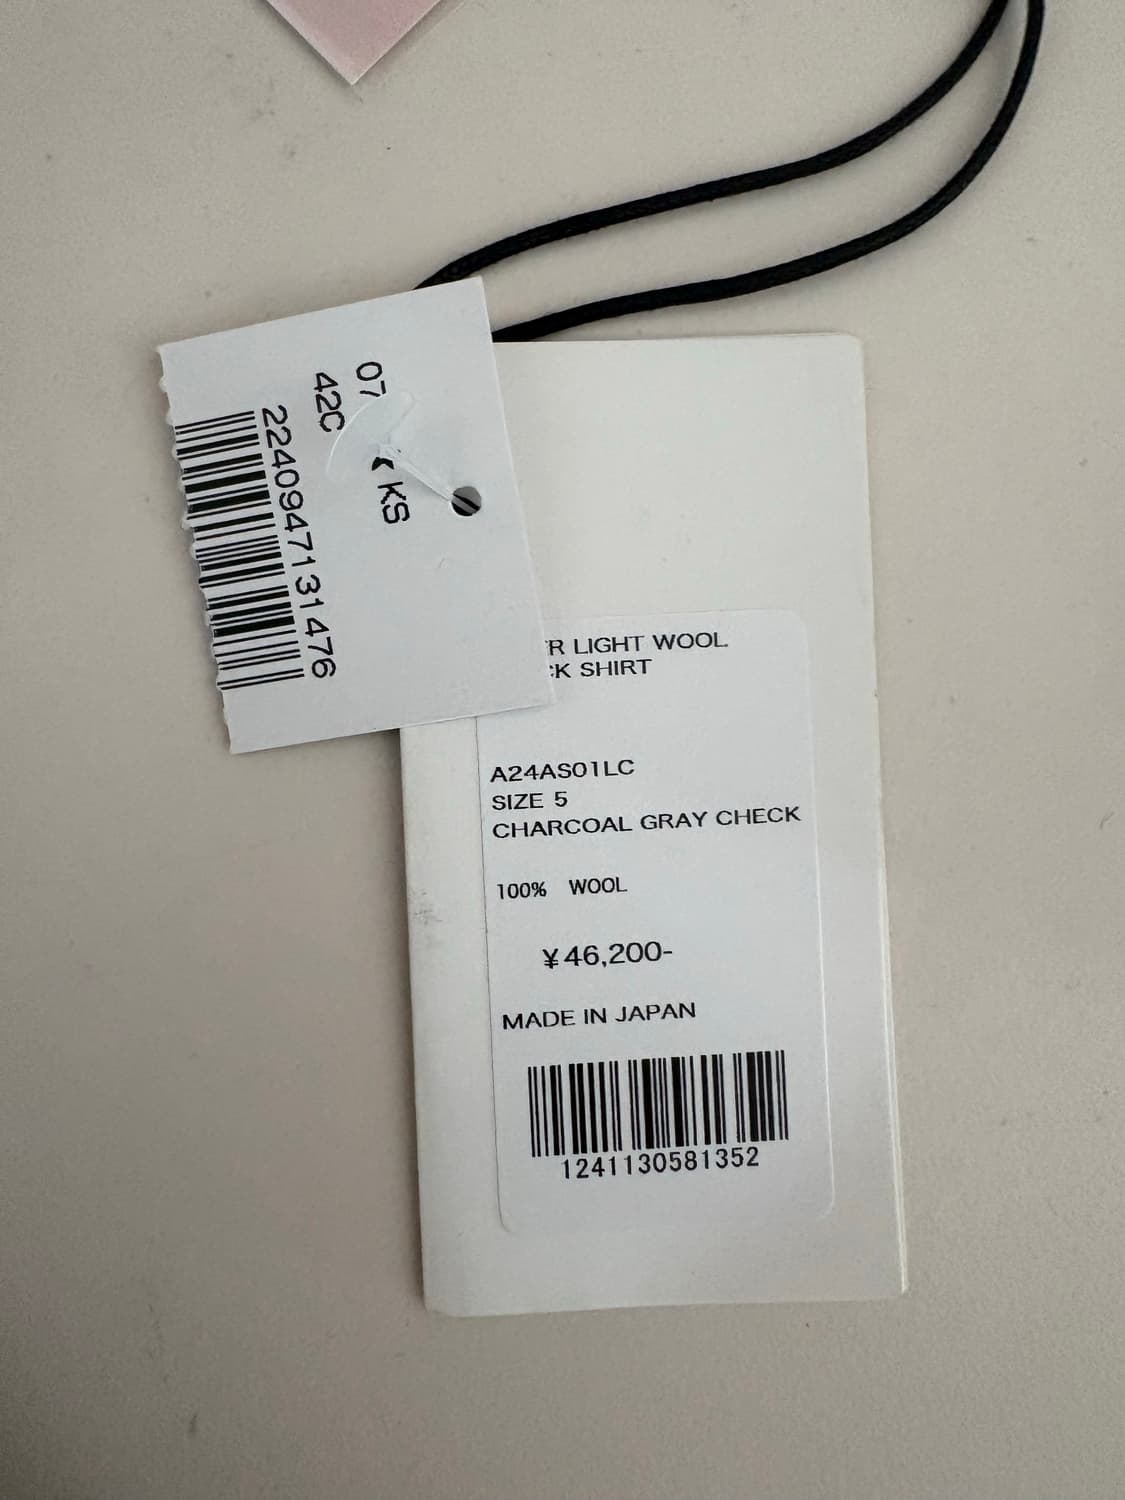 07 KS
42C
2240947131476
LIGHT WOOL
SHIRT
A24AS01LC
SIZE 5
CHARCOAL GRAY CHECK
100% WOOL
¥46,200-
MADE IN JAPAN
1241130581352